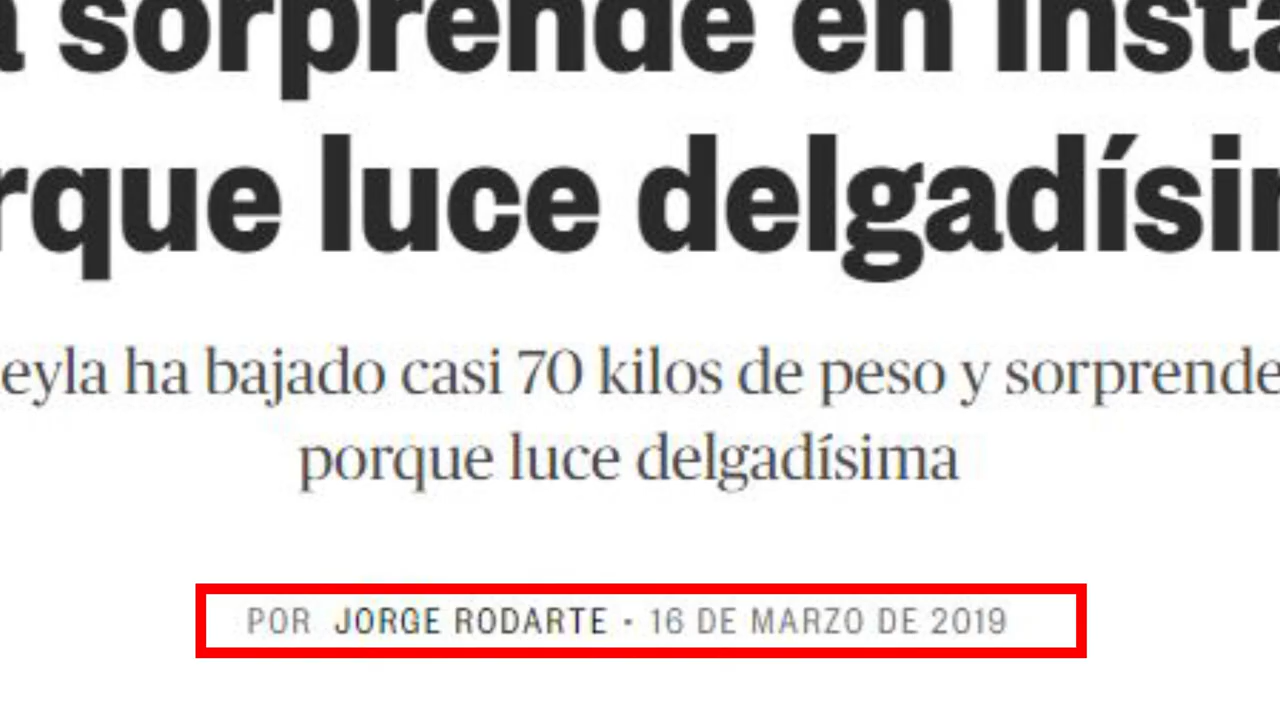 sorprende en Insta
rque luce delgadísi
eyla ha bajado casi 70 kilos de peso y sorprende
porque luce delgadísima
POR JORGE RODARTE • 16 DE MARZO DE 2019